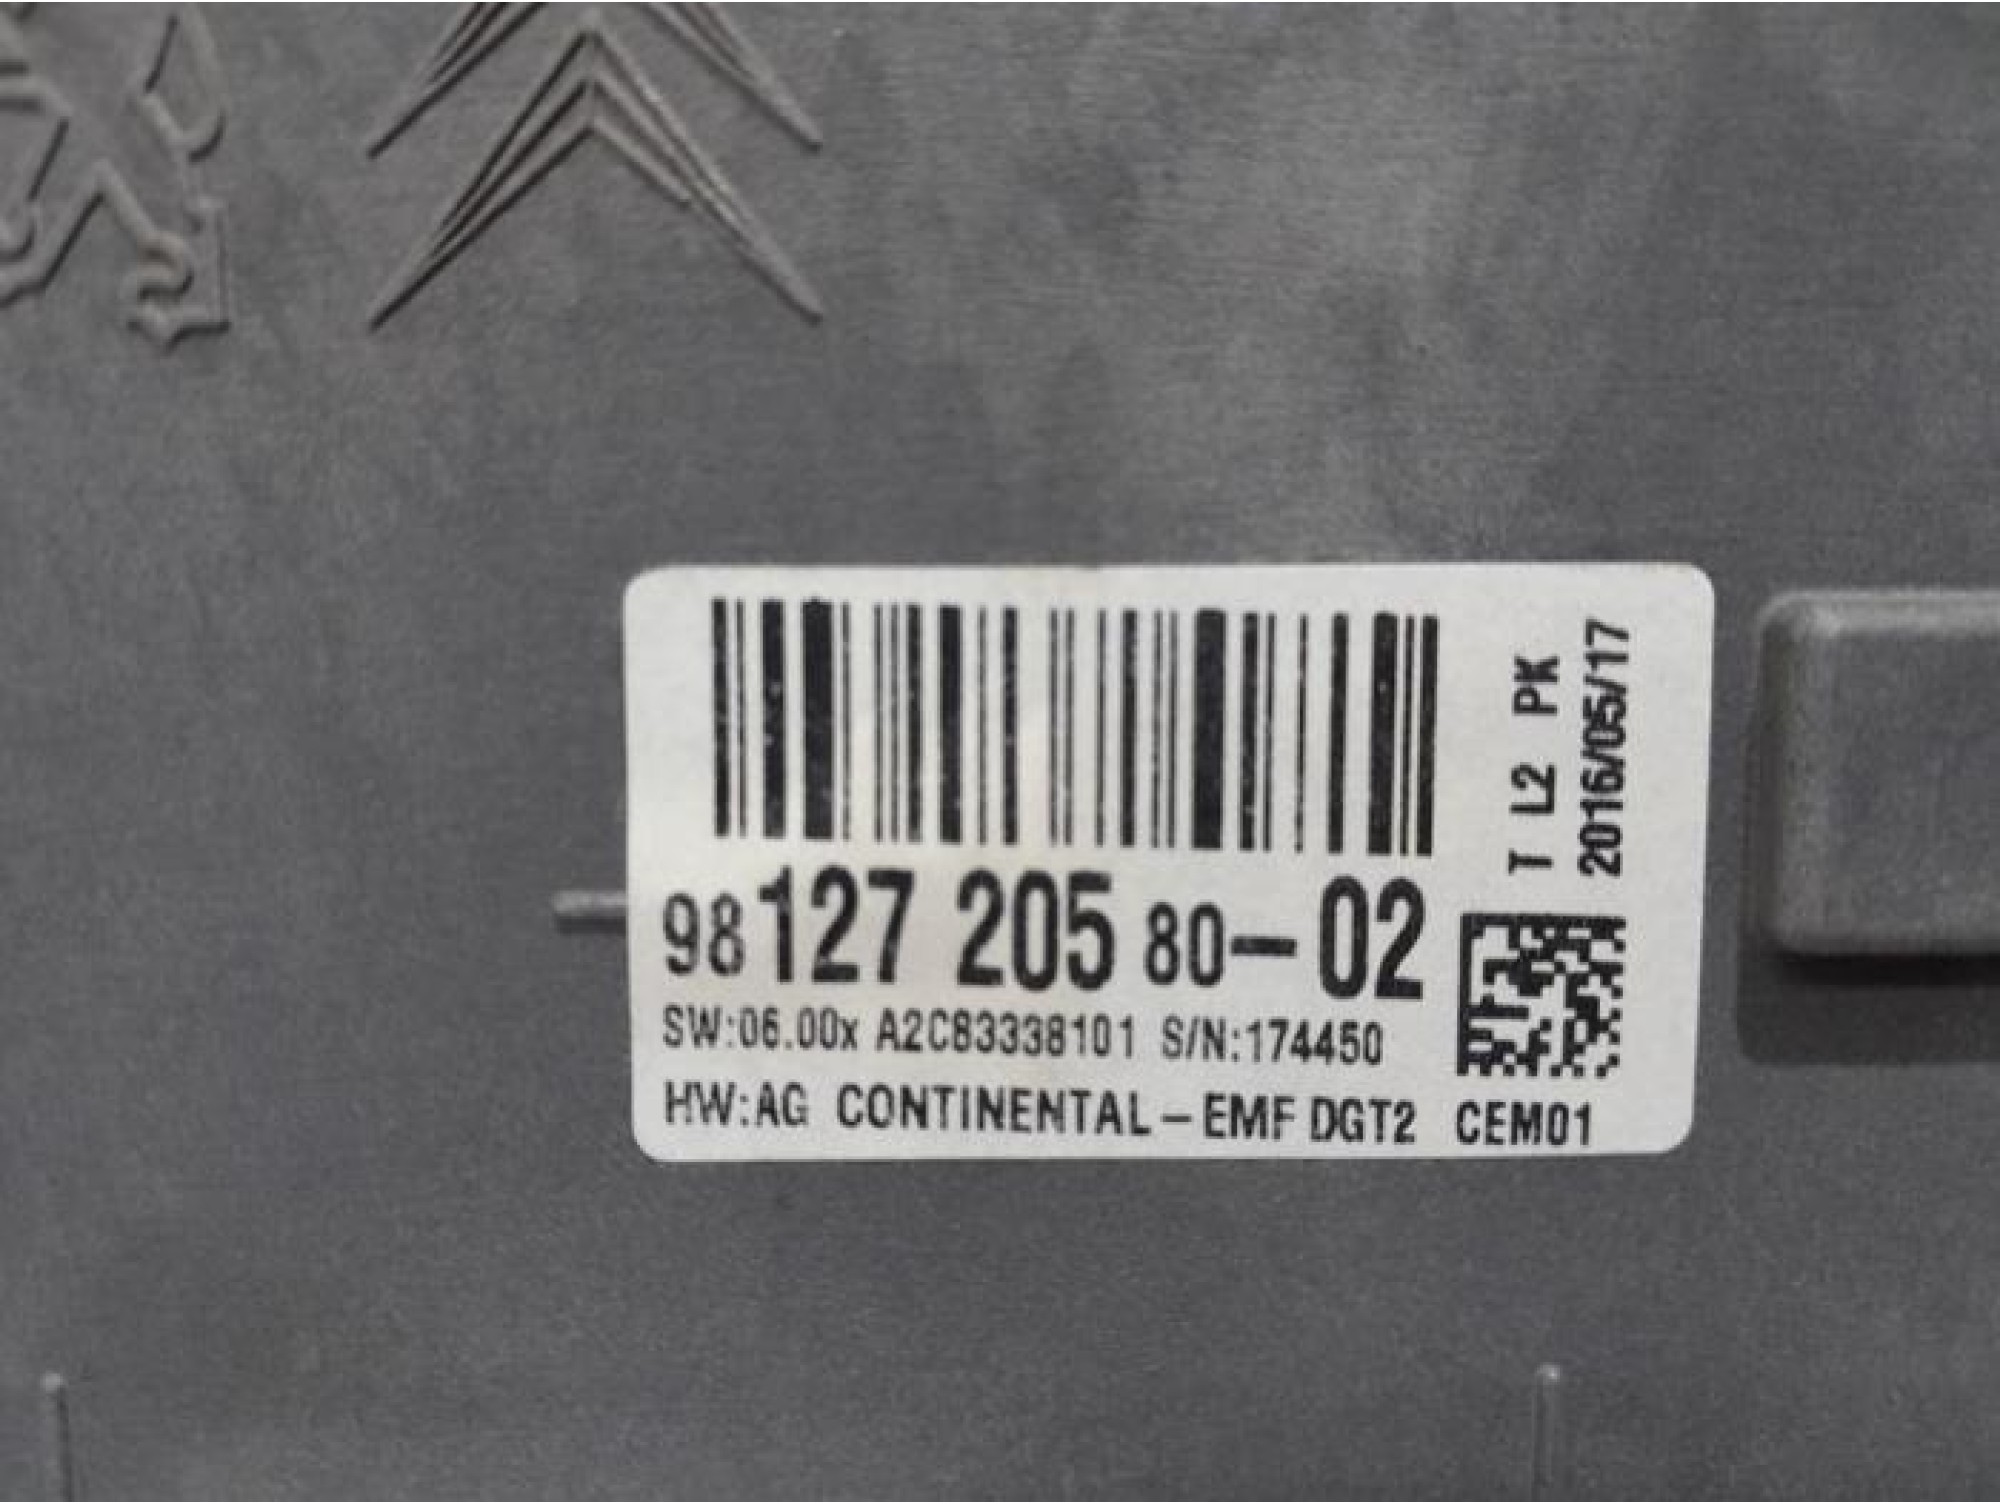 98 127 205 80-02
SW:06.00x A2C83338101 S/N:174450
HW:AG CONTINENTAL-EMF DGT2 CEM01
T L2 PK
2016/05/17